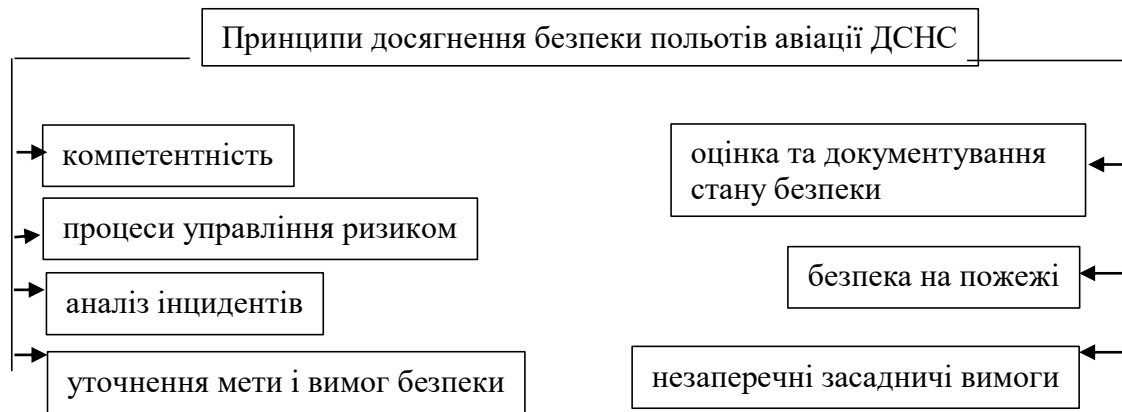 Принципи досягнення безпеки польотів авіації ДСНС
компетентність
процеси управління ризиком
аналіз інцидентів
уточнення мети і вимог безпеки
оцінка та документування
стану безпеки
безпека на пожежі
незаперечні засадничі вимоги